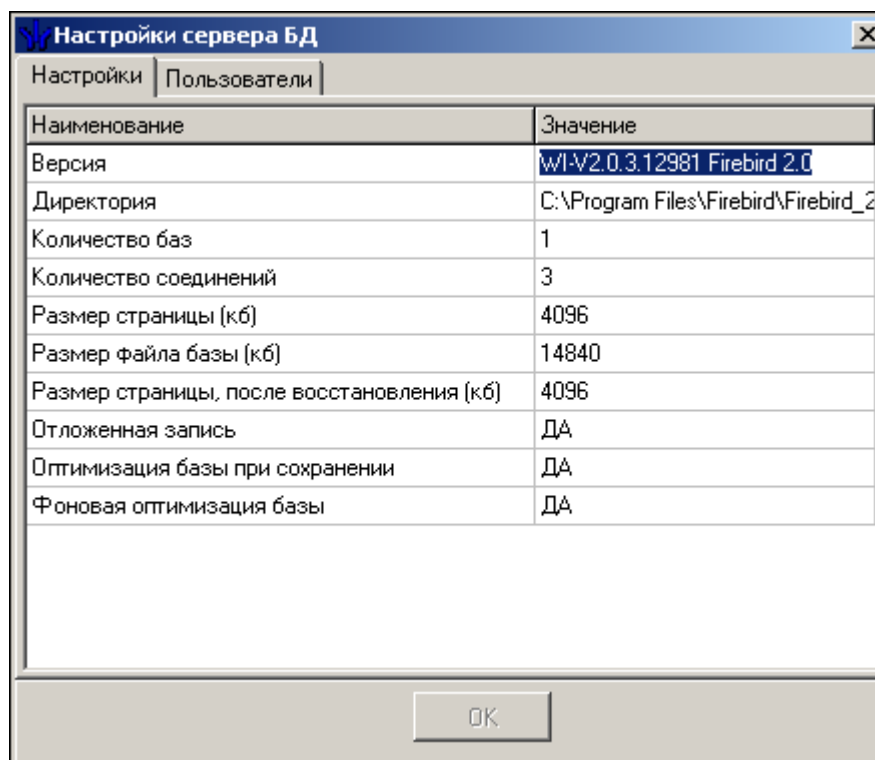 Настройки сервера БД
Настройки Пользователи
Наименование Значение
Версия WI-V2.0.3.12981 Firebird 2.0
Директория C:\Program Files\Firebird\Firebird_2
Количество баз 1
Количество соединений 3
Размер страницы (кб) 4096
Размер файла базы (кб) 14840
Размер страницы, после восстановления (кб) 4096
Отложенная запись ДА
Оптимизация базы при сохранении ДА
Фоновая оптимизация базы ДА
OK